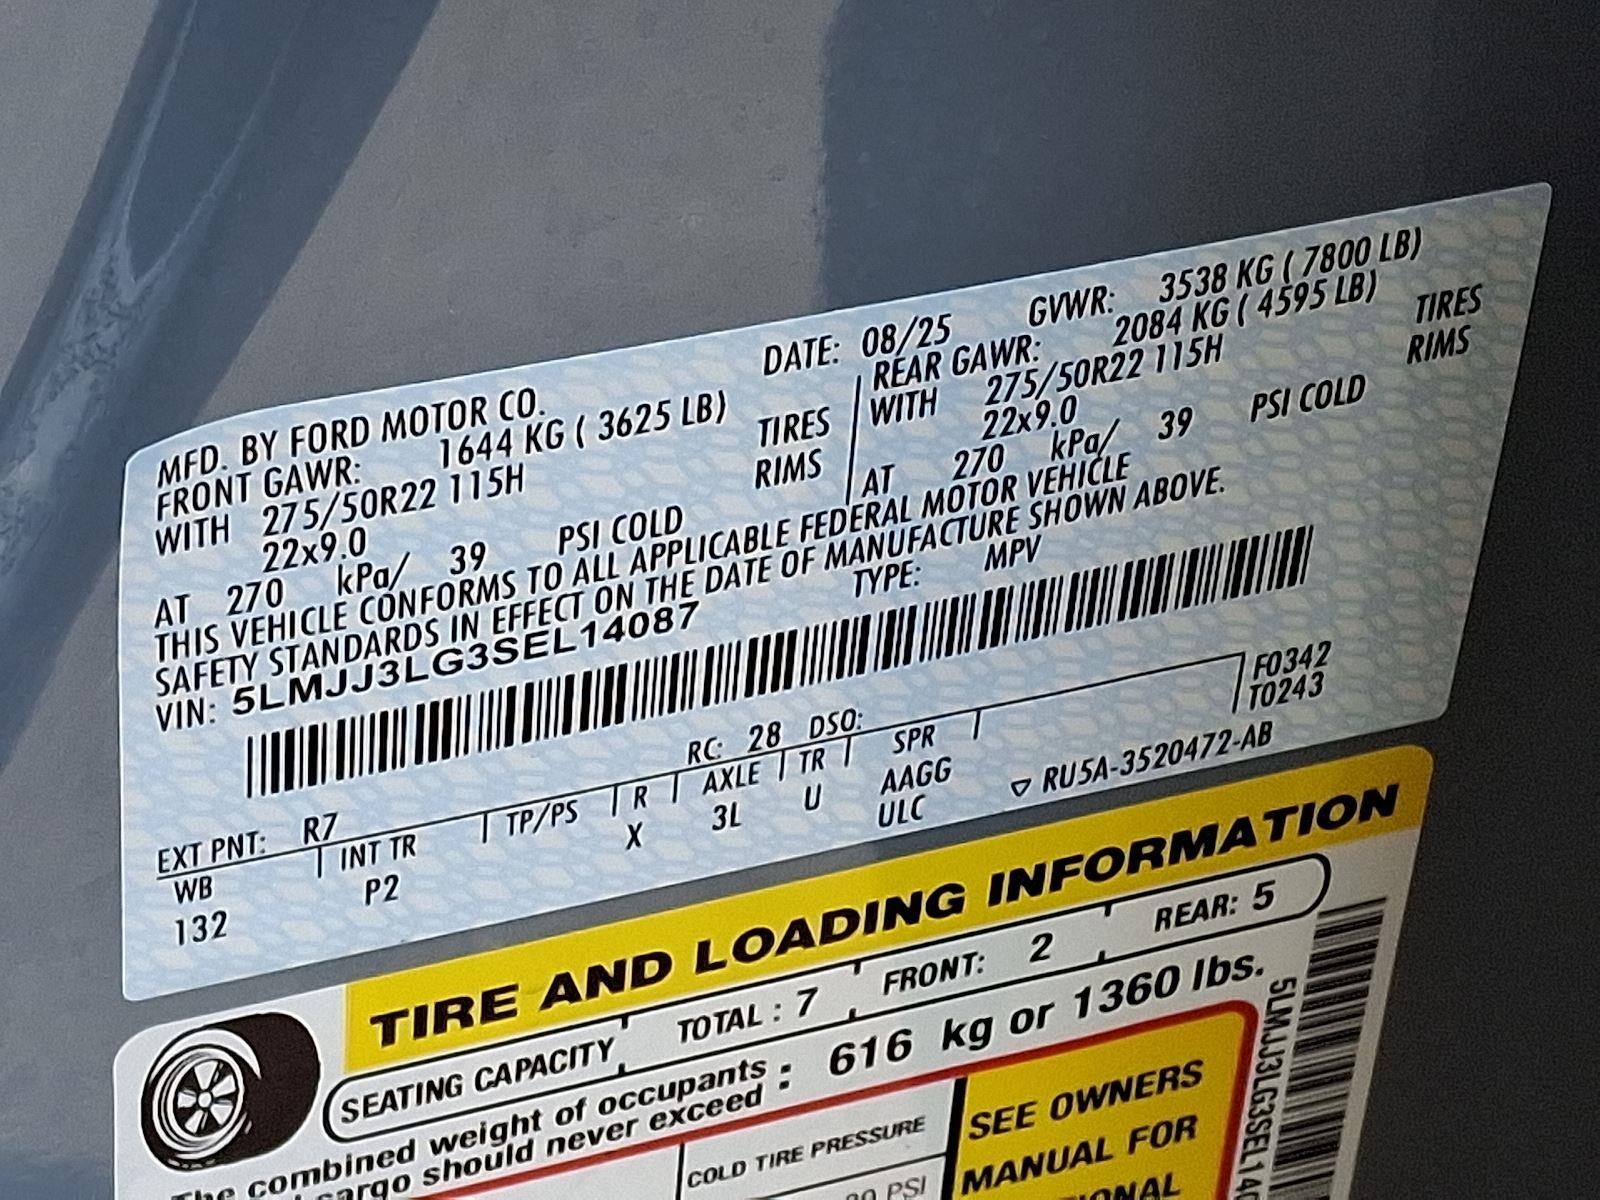 MFD. BY FORD MOTOR CO.
DATE: 08/25 GVWR: 3538 KG ( 7800 LB)
FRONT GAWR: 1644 KG ( 3625 LB)
REAR GAWR: 2084 KG ( 4595 LB)
WITH 275/50R22 115H TIRES
WITH 275/50R22 115H TIRES
22x9.0 RIMS
22x9.0 RIMS
AT 270 kPa/ 39 PSI COLD
AT 270 kPa/ 39 PSI COLD
THIS VEHICLE CONFORMS TO ALL APPLICABLE FEDERAL MOTOR VEHICLE
SAFETY STANDARDS IN EFFECT ON THE DATE OF MANUFACTURE SHOWN ABOVE.
VIN: 5LMJJ3LG3SEL14087
TYPE: MPV
F0342
T0243
EXT PNT: R7 RC: 28 DSO:
WB INT TR TP/PS R AXLE TR SPR
132 P2 X 3L U AAGG
ULC
▽ RU5A-3520472-AB
TIRE AND LOADING INFORMATION
SEATING CAPACITY TOTAL : 7 FRONT: 2 REAR: 5
The combined weight of occupants
cargo should never exceed : 616 kg or 1360 lbs.
COLD TIRE PRESSURE
PSI
SEE OWNERS
MANUAL FOR
5LMJJ3LG3SEL140